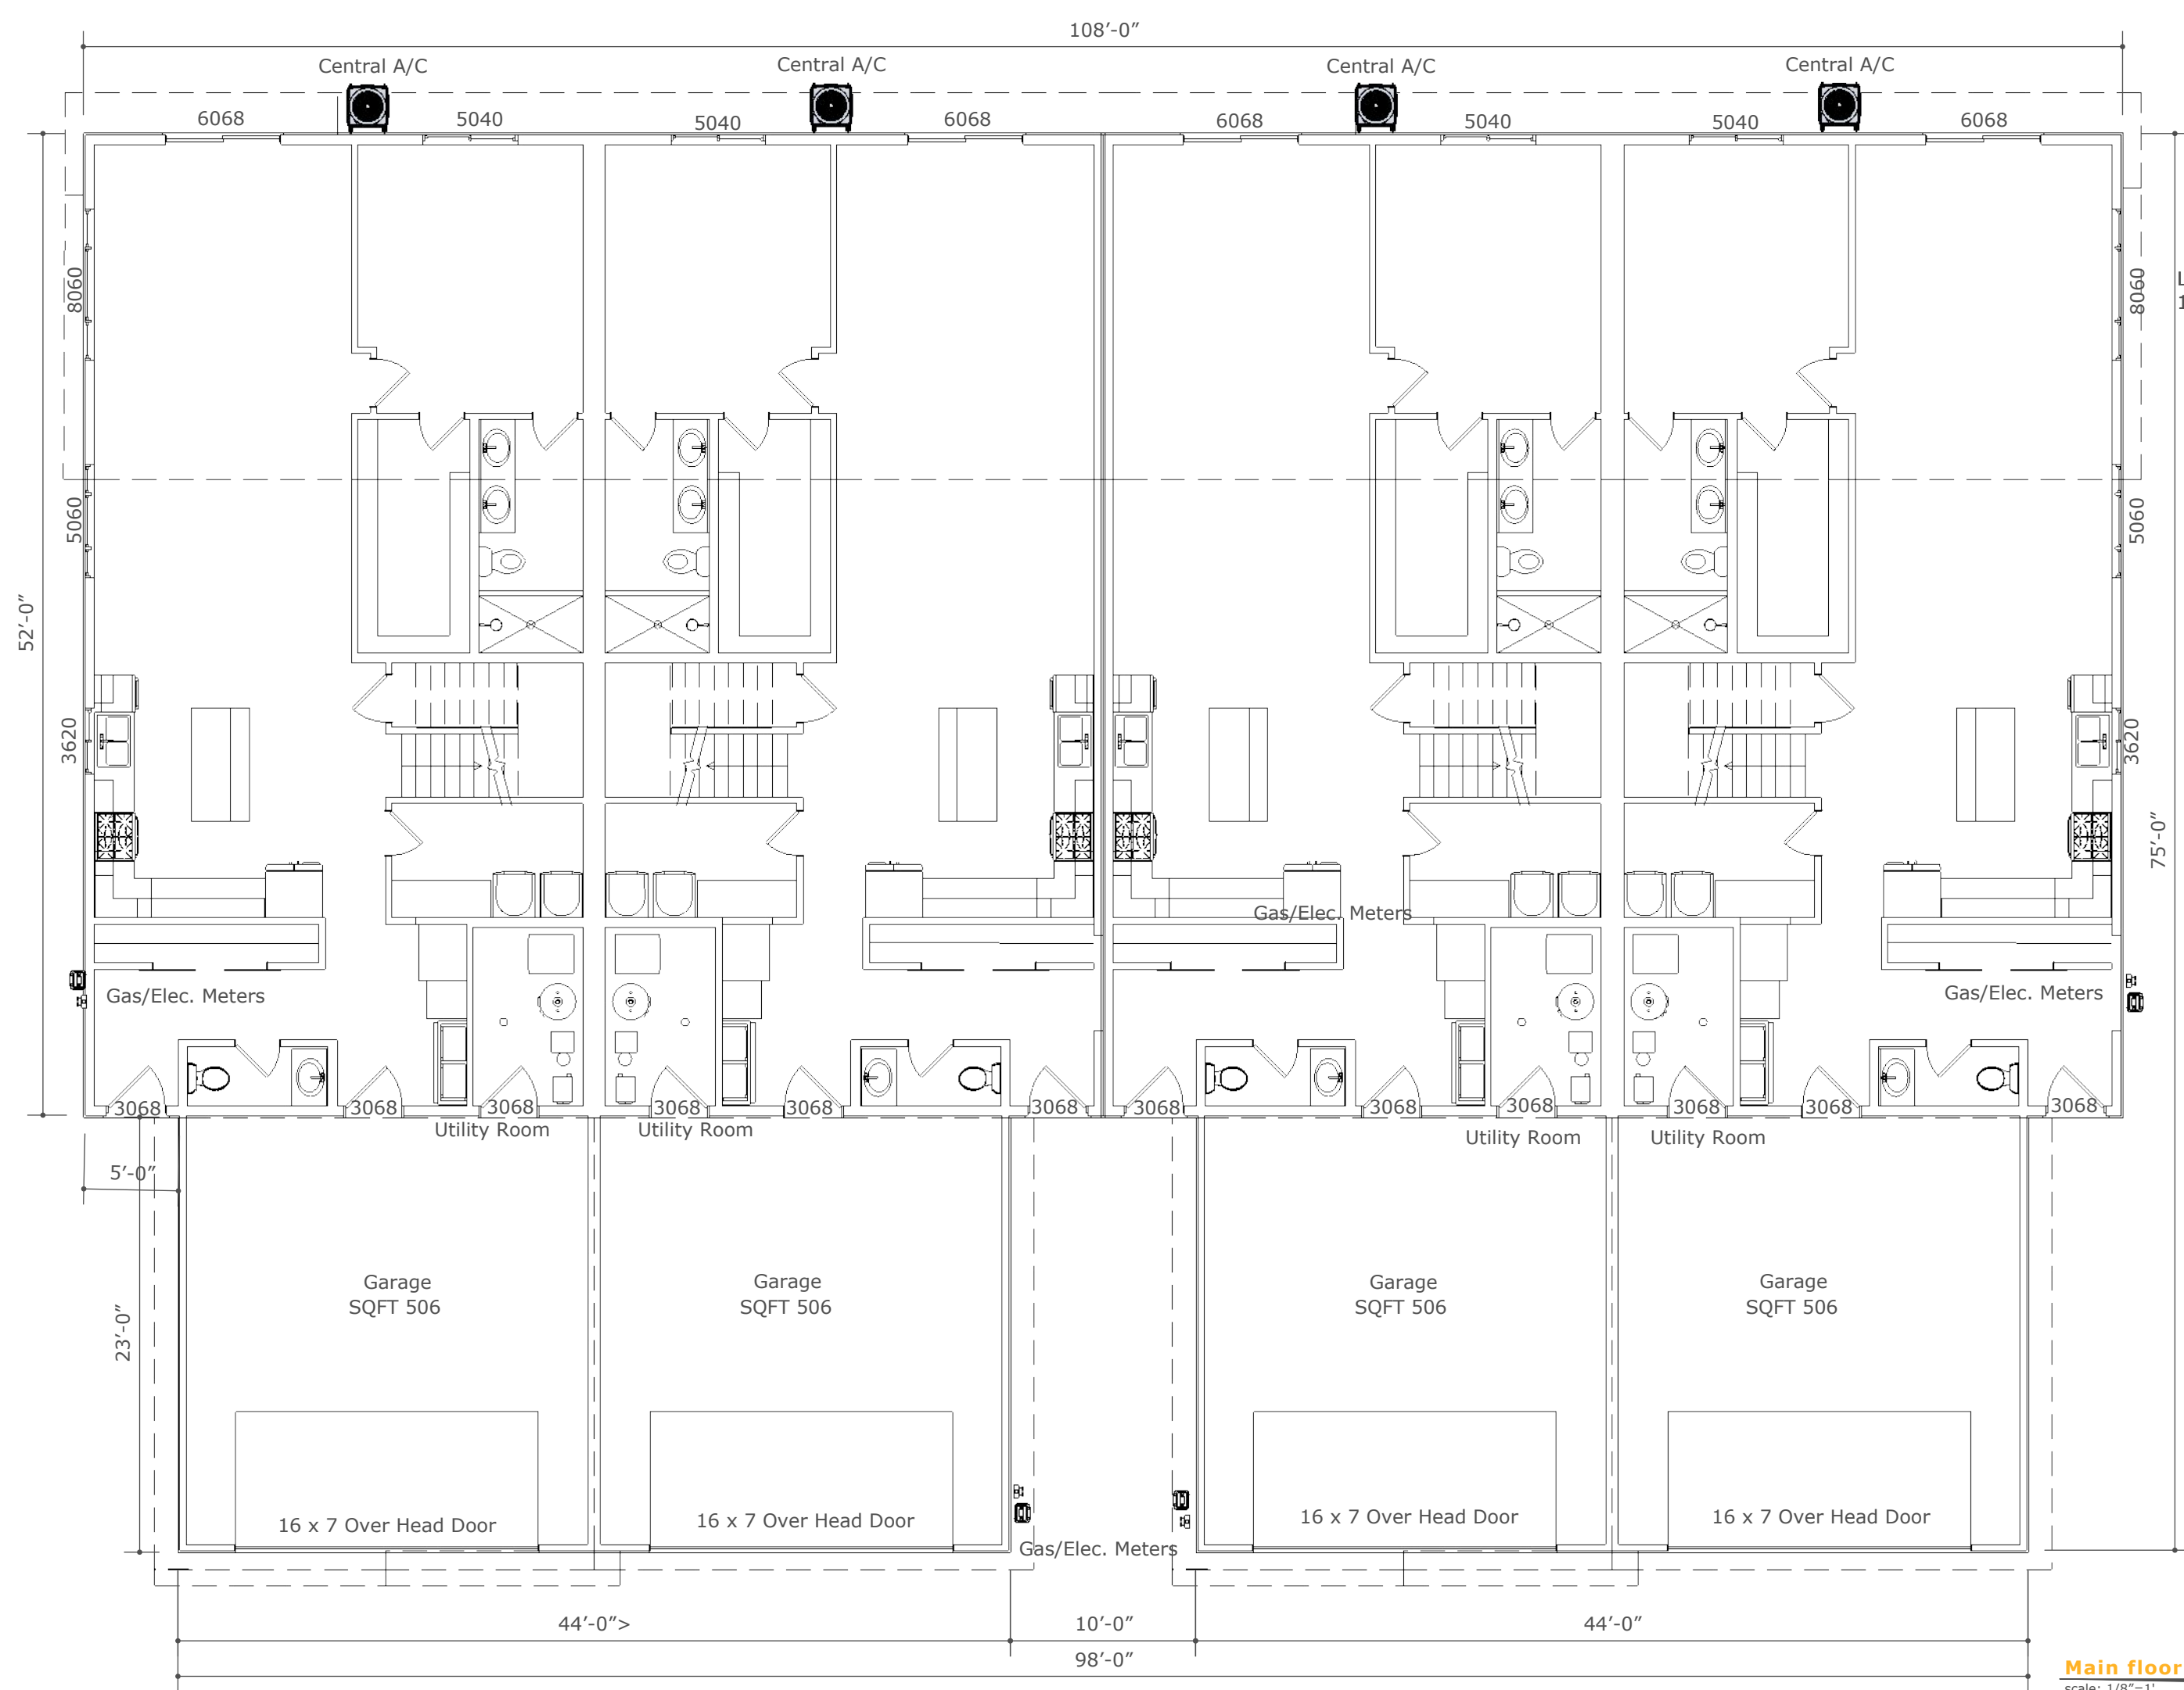 108'-0"
Central A/C
Central A/C
Central A/C
Central A/C
6068
5040
5040
6068
6068
5040
5040
6068
8060
8060
L
1
5060
5060
52'-0"
3620
3620
75'-0"
Gas/Elec. Meters
Gas/Elec. Meters
Gas/Elec. Meters
3068
3068
3068
3068
3068
3068
3068
3068
3068
3068
3068
3068
Utility Room
Utility Room
Utility Room
Utility Room
5'-0"
23'-0"
Garage
SQFT 506
Garage
SQFT 506
Garage
SQFT 506
Garage
SQFT 506
16 x 7 Over Head Door
16 x 7 Over Head Door
16 x 7 Over Head Door
16 x 7 Over Head Door
Gas/Elec. Meters
44'-0">
10'-0"
44'-0"
98'-0"
Main floor
scale: 1/8"=1'